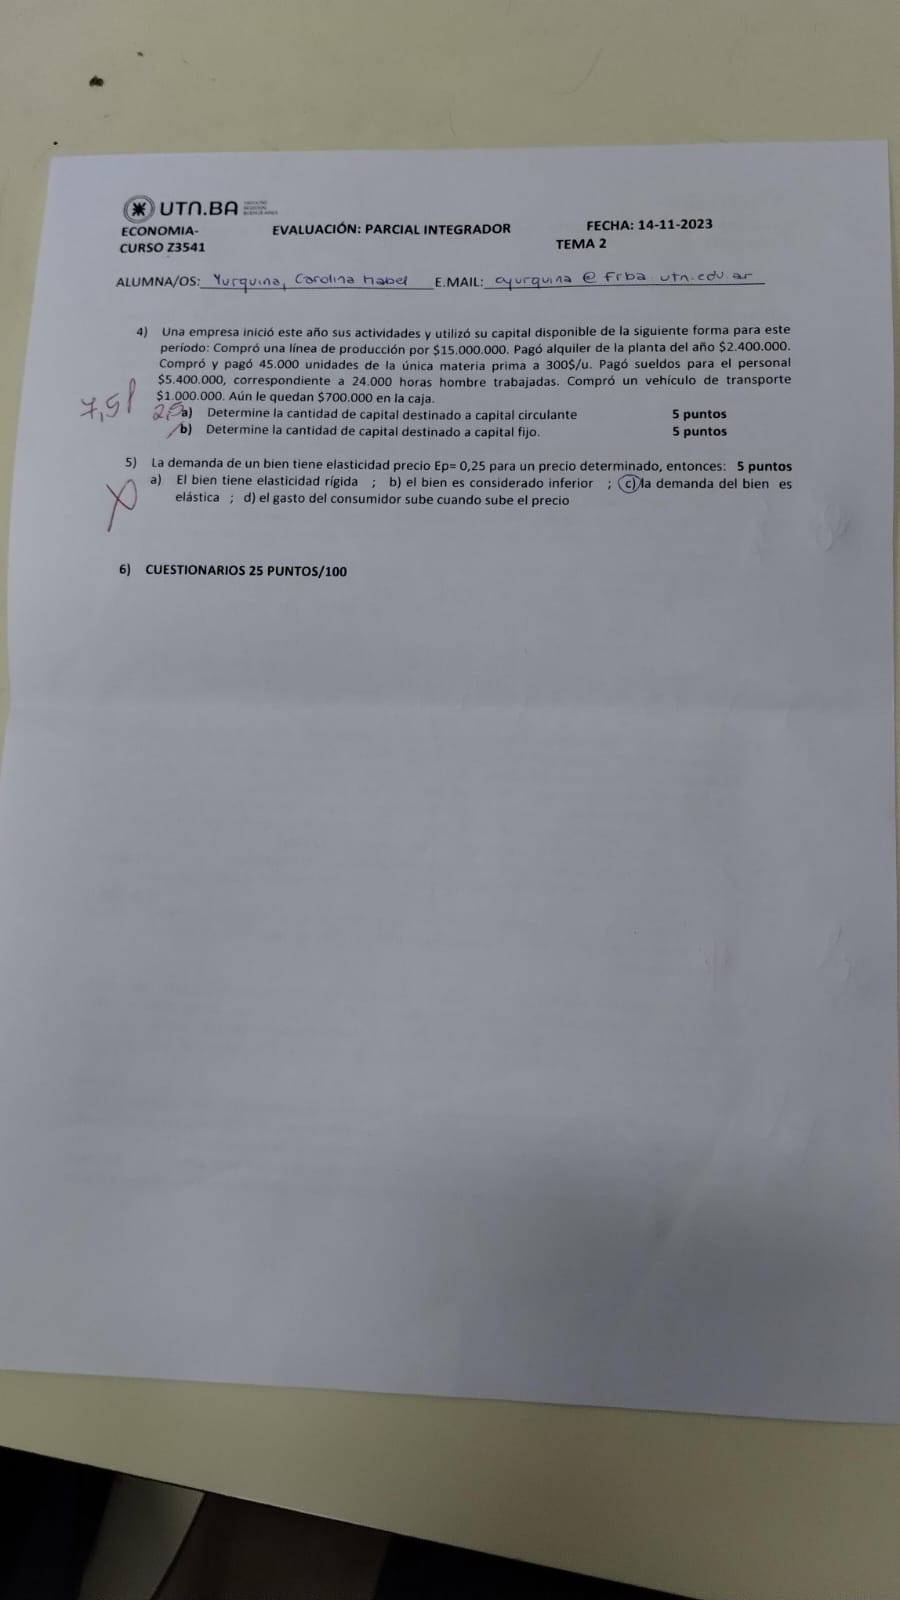 UTN.BA
ECONOMIA- EVALUACIÓN: PARCIAL INTEGRADOR FECHA: 14-11-2023
CURSO Z3541 TEMA 2
ALUMNA/OS: Yurquina, Carolina Mabel E.MAIL: cyurquina @ frba.utn.edu.ar
4) Una empresa inició este año sus actividades y utilizó su capital disponible de la siguiente forma para este
período: Compró una línea de producción por $15.000.000. Pagó alquiler de la planta del año $2.400.000.
Compró y pagó 45.000 unidades de la única materia prima a 300$/u. Pagó sueldos para el personal
$5.400.000, correspondiente a 24.000 horas hombre trabajadas. Compró un vehículo de transporte
$1.000.000. Aún le quedan $700.000 en la caja.
7,5 2,5 a) Determine la cantidad de capital destinado a capital circulante 5 puntos
b) Determine la cantidad de capital destinado a capital fijo. 5 puntos
5) La demanda de un bien tiene elasticidad precio Ep= 0,25 para un precio determinado, entonces: 5 puntos
a) El bien tiene elasticidad rígida ; b) el bien es considerado inferior ; c) la demanda del bien es
elástica ; d) el gasto del consumidor sube cuando sube el precio
6) CUESTIONARIOS 25 PUNTOS/100